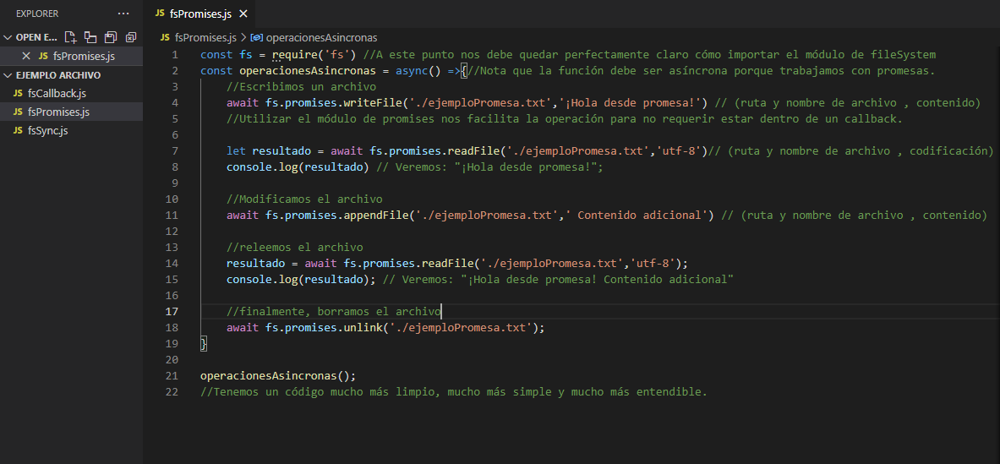 EXPLORER ...
OPEN E...
JS fsPromises.js
EJEMPLO ARCHIVO
JS fsCallback.js
JS fsPromises.js
JS fsSync.js
JS fsPromises.js
JS fsPromises.js > operacionesAsincronas
1 const fs = require('fs') //A este punto nos debe quedar perfectamente claro cómo importar el módulo de fileSystem
2 const operacionesAsincronas = async() =>{//Nota que la función debe ser asíncrona porque trabajamos con promesas.
3 //Escribimos un archivo
4 await fs.promises.writeFile('./ejemploPromesa.txt','¡Hola desde promesa!') // (ruta y nombre de archivo , contenido)
5 //Utilizar el módulo de promises nos facilita la operación para no requerir estar dentro de un callback.
6
7 let resultado = await fs.promises.readFile('./ejemploPromesa.txt','utf-8')// (ruta y nombre de archivo , codificación)
8 console.log(resultado) // Veremos: "¡Hola desde promesa!";
9
10 //Modificamos el archivo
11 await fs.promises.appendFile('./ejemploPromesa.txt',' Contenido adicional') // (ruta y nombre de archivo , contenido)
12
13 //releemos el archivo
14 resultado = await fs.promises.readFile('./ejemploPromesa.txt','utf-8');
15 console.log(resultado); // Veremos: "¡Hola desde promesa! Contenido adicional"
16
17 //finalmente, borramos el archivo
18 await fs.promises.unlink('./ejemploPromesa.txt');
19 }
20
21 operacionesAsincronas();
22 //Tenemos un código mucho más limpio, mucho más simple y mucho más entendible.